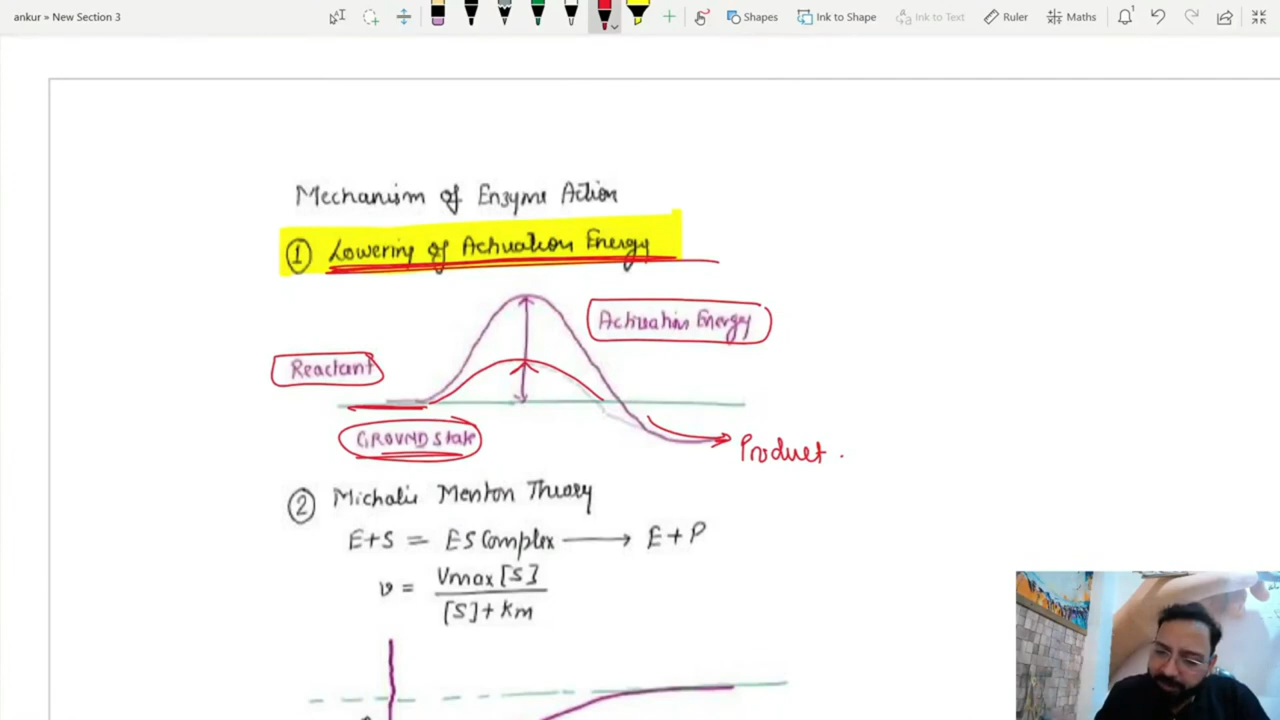 ankur » New Section 3
Shapes
Ink to Shape
Ink to Text
Ruler
Maths
Mechanism of Enzyme Action
① Lowering of Activation Energy
Activation Energy
Reactant
GROUND State
Product .
② Michalis Menton Theory
E+S = ES Complex → E + P
v = Vmax [S]
[S] + km